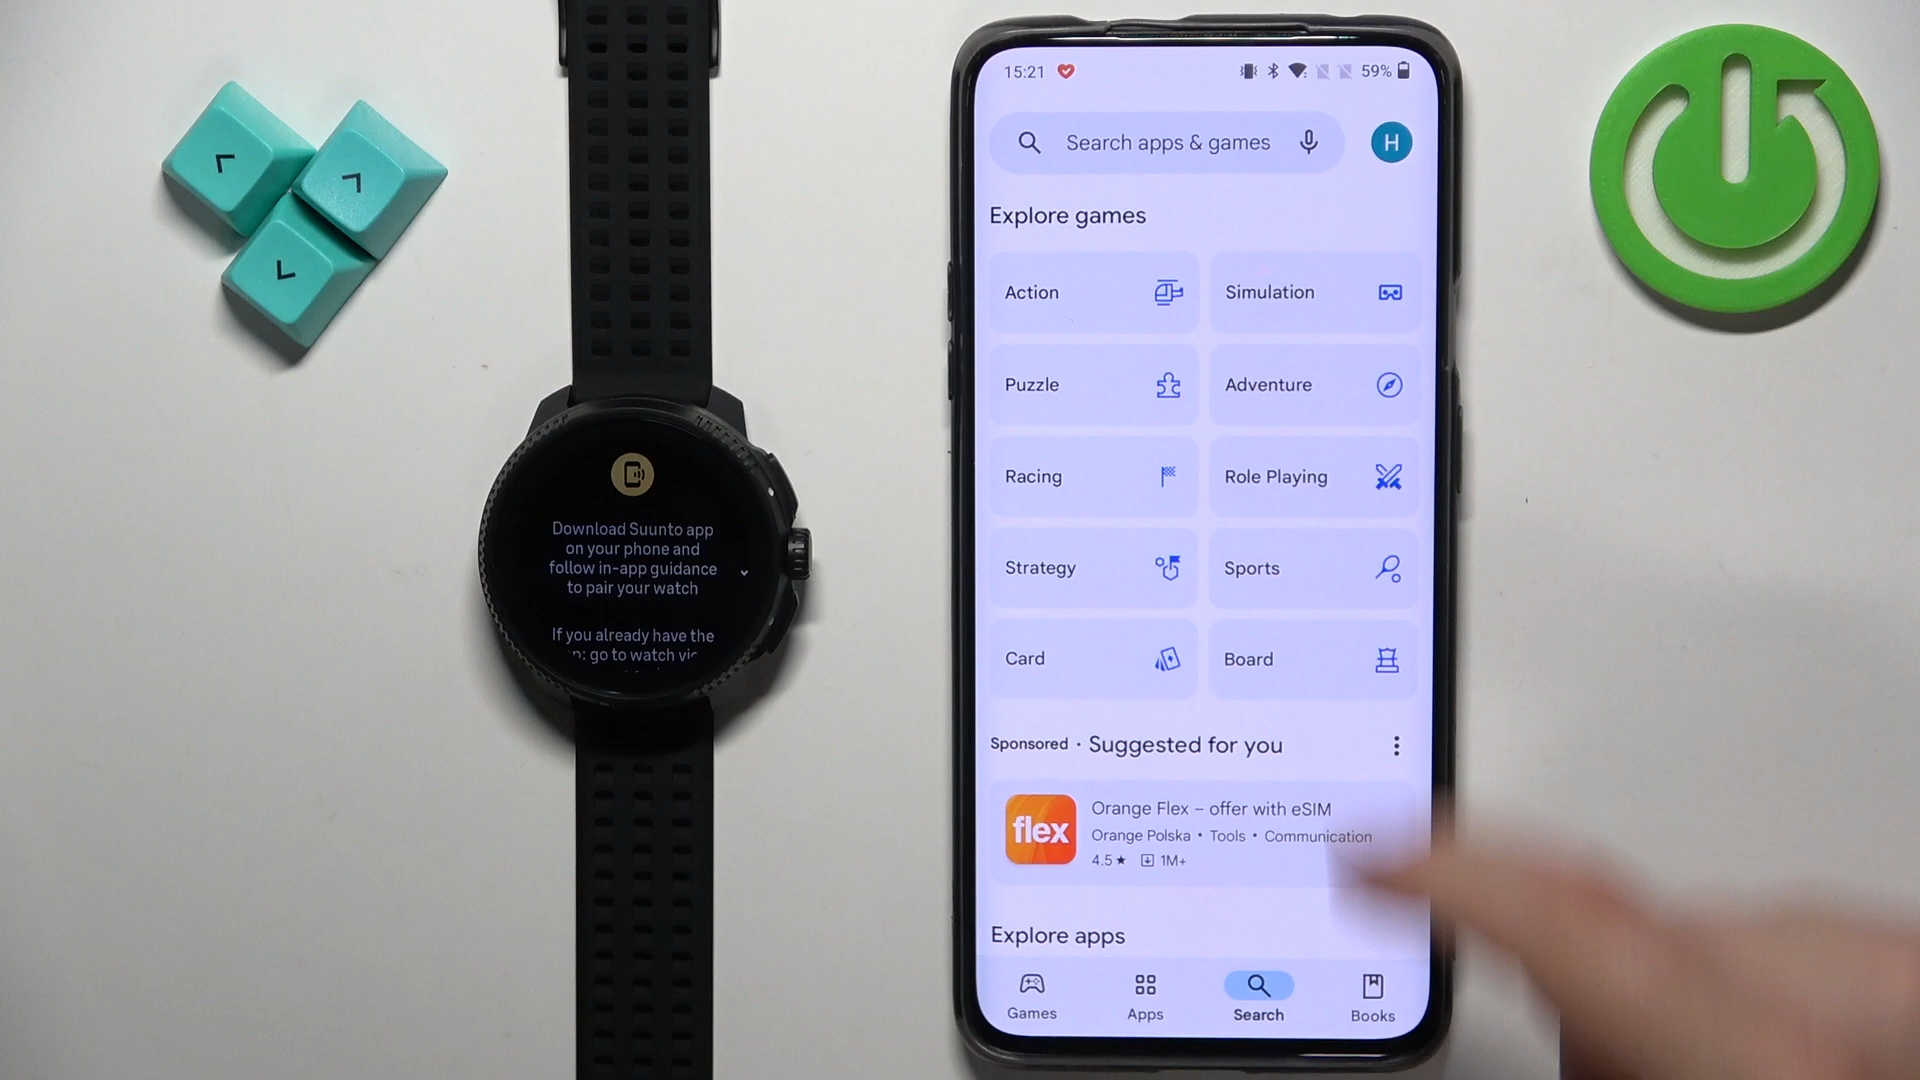 15:21
59%
Search apps & games
H
Explore games
Action
Simulation
Puzzle
Adventure
Racing
Role Playing
Strategy
Sports
Card
Board
Sponsored • Suggested for you
flex
Orange Flex – offer with eSIM
Orange Polska • Tools • Communication
4.5★ 1M+
Explore apps
Games
Apps
Search
Books
Download Suunto app
on your phone and
follow in-app guidance
to pair your watch
If you already have the
go to watch